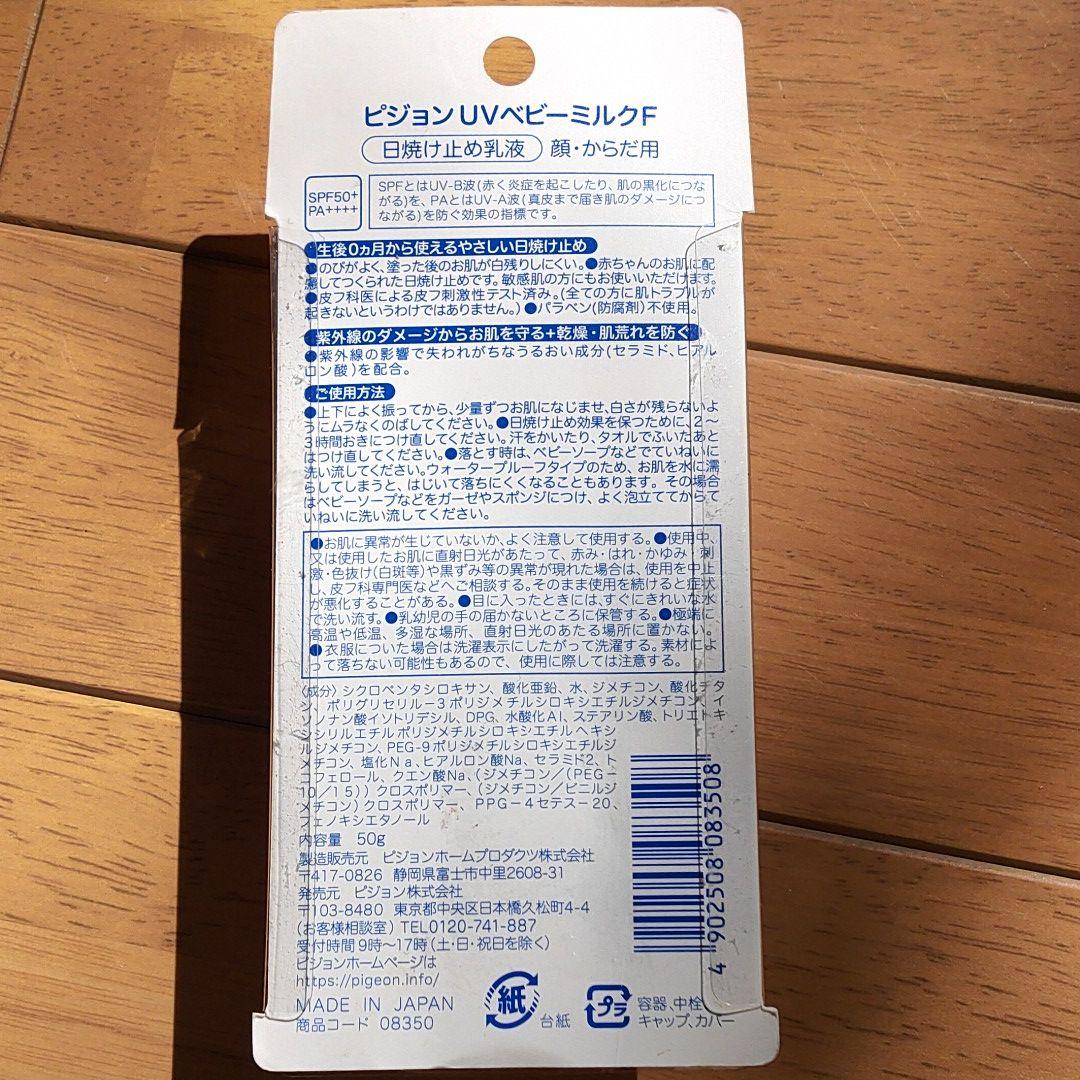 ピジョン UVベビーミルクF
日焼け止め乳液 顔・からだ用
SPF50+
PA++++
SPFとはUV-B波(赤く炎症を起こしたり、肌の黒化につな
がる)を、PAとはUV-A波(真皮まで届き肌のダメージにつ
ながる)を防ぐ効果の指標です。
生後0ヵ月から使えるやさしい日焼け止め
●のびがよく、塗った後のお肌が白残りしにくい。●赤ちゃんのお肌に配
慮してつくられた日焼け止めです。敏感肌の方にもお使いいただけます。
●皮フ科医による皮フ刺激性テスト済み。(全ての方に肌トラブルが
起きないというわけではありません。)●パラベン(防腐剤)不使用。
紫外線のダメージからお肌を守る+乾燥・肌荒れを防ぐ
●紫外線の影響で失われがちなうるおい成分(セラミド、ヒアル
ロン酸)を配合。
ご使用方法
●上下によく振ってから、少量ずつお肌になじませ、白さが残らないよ
うにムラなくのばしてください。●日焼け止め効果を保つために、2〜
3時間おきにつけ直してください。汗をかいたり、タオルでふいたあと
はつけ直してください。●落とす時は、ベビーソープなどでていねいに
洗い流してください。ウォータープルーフタイプのため、お肌を水に濡
らしてしまうと、はじいて落ちにくくなることもあります。その場合
はベビーソープなどをガーゼやスポンジにつけ、よく泡立ててからて
いねいに洗い流してください。
●お肌に異常が生じていないか、よく注意して使用する。●使用中、
又は使用したお肌に直射日光があたって、赤み・はれ・かゆみ・刺
激・色抜け(白斑等)や黒ずみ等の異常が現れた場合は、使用を中止
し、皮フ科専門医などへご相談する。そのまま使用を続けると症状
が悪化することがある。●目に入ったときには、すぐにきれいな水
で洗い流す。●乳幼児の手の届かないところに保管する。●極端に
高温や低温、多湿な場所、直射日光のあたる場所に置かない。
●衣服についた場合は洗濯表示にしたがって洗濯する。素材によ
って落ちない可能性もあるので、使用に際しては注意する。
〈成分〉シクロペンタシロキサン、酸化亜鉛、水、ジメチコン、酸化チタ
ン、ポリグリセリル-3ポリジメチルシロキシエチルジメチコン、イ
ソノナン酸イソトリデシル、DPG、水酸化Al、ステアリン酸、トリエトキ
シシリルエチルポリジメチルシロキシエチルヘキシ
ルジメチコン、PEG-9ポリジメチルシロキシエチルジ
メチコン、塩化Na、ヒアルロン酸Na、セラミド2、ト
コフェロール、クエン酸Na、(ジメチコン/(PEG-
10/15))クロスポリマー、(ジメチコン/ビニルジ
メチコン)クロスポリマー、PPG-4セテス-20、
フェノキシエタノール
内容量 50g
製造販売元 ピジョンホームプロダクツ株式会社
〒417-0826 静岡県富士市中里2608-31
発売元 ピジョン株式会社
〒103-8480 東京都中央区日本橋久松町4-4
(お客様相談室) TEL0120-741-887
受付時間 9時〜17時(土・日・祝日を除く)
ピジョンホームページは
https://pigeon.info/
MADE IN JAPAN
商品コード 08350
4 902508 083508
紙 台紙
プラ 容器、中栓
キャップ、カバー